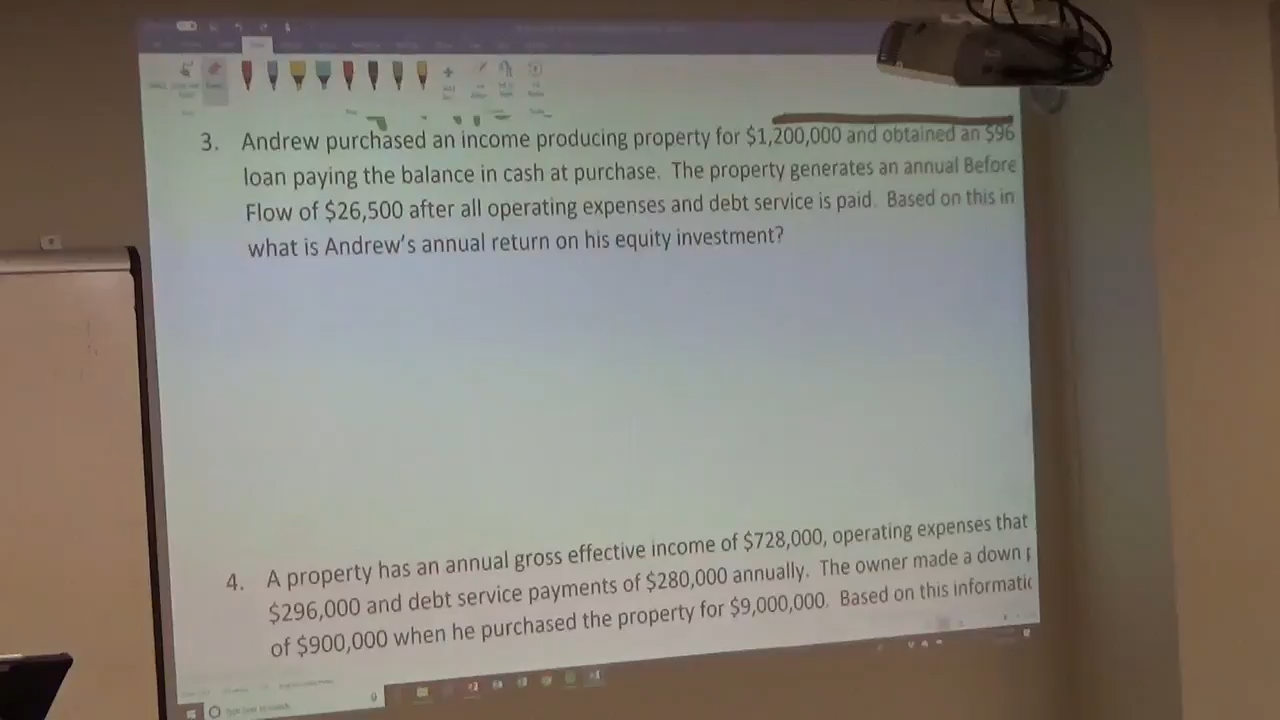 3. Andrew purchased an income producing property for $1,200,000 and obtained an $96
loan paying the balance in cash at purchase. The property generates an annual Before
Flow of $26,500 after all operating expenses and debt service is paid. Based on this in
what is Andrew's annual return on his equity investment?
4. A property has an annual gross effective income of $728,000, operating expenses that
$296,000 and debt service payments of $280,000 annually. The owner made a down p
of $900,000 when he purchased the property for $9,000,000. Based on this informatic